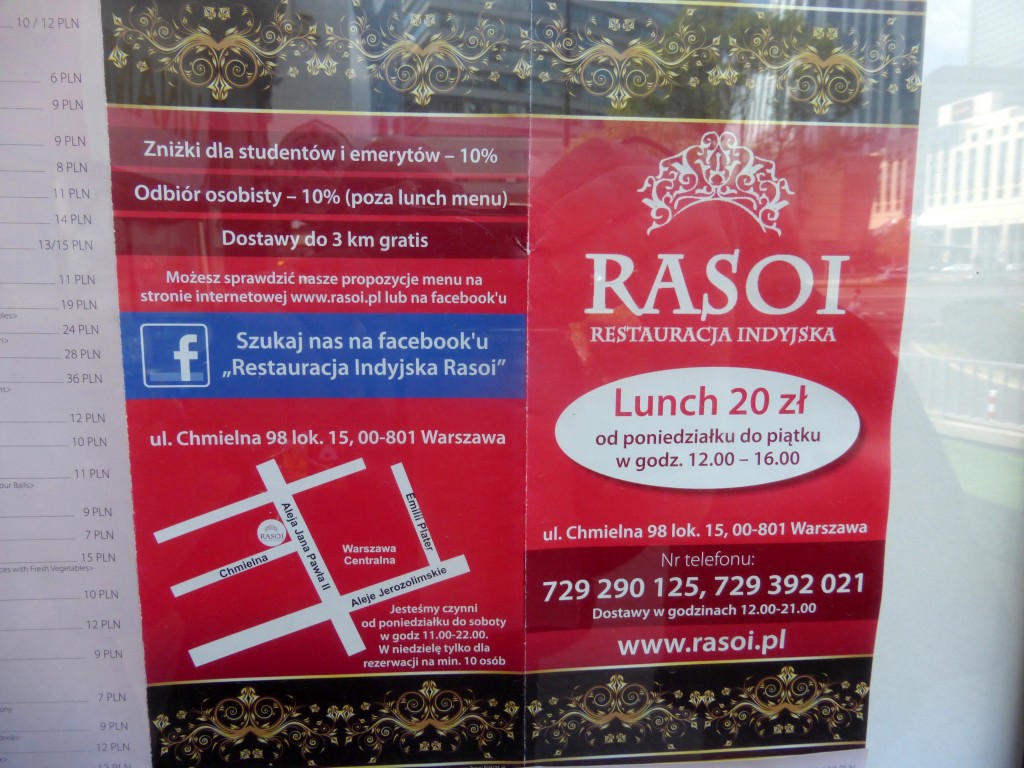 10 / 12 PLN
6 PLN
9 PLN
9 PLN
8 PLN
11 PLN
14 PLN
13/15 PLN
11 PLN
19 PLN
24 PLN
28 PLN
36 PLN
12 PLN
10 PLN
11 PLN
our Balls>
9 PLN
7 PLN
15 PLN
ces with Fresh Vegetables>
10 PLN
12 PLN
9 PLN
7 PLN
9 PLN
12 PLN
Zniżki dla studentów i emerytów – 10%
Odbiór osobisty – 10% (poza lunch menu)
Dostawy do 3 km gratis
Możesz sprawdzić nasze propozycje menu na
stronie internetowej www.rasoi.pl lub na facebook'u
f
Szukaj nas na facebook'u
„Restauracja Indyjska Rasoi”
ul. Chmielna 98 lok. 15, 00-801 Warszawa
RASOI
Chmielna
Aleja Jana Pawła II
Warszawa
Centralna
Emilii Plater
Aleje Jerozolimskie
Jesteśmy czynni
od poniedziałku do soboty
w godz 11.00-22.00.
W niedzielę tylko dla
rezerwacji na min. 10 osób
RASOI
RESTAURACJA INDYJSKA
Lunch 20 zł
od poniedziałku do piątku
w godz. 12.00 – 16.00
ul. Chmielna 98 lok. 15, 00-801 Warszawa
Nr telefonu:
729 290 125, 729 392 021
Dostawy w godzinach 12.00-21.00
www.rasoi.pl